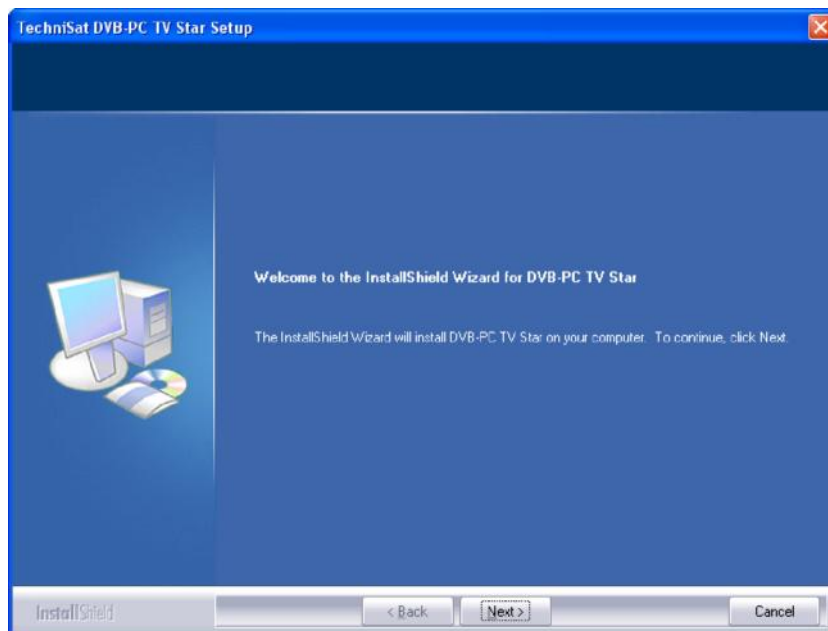 TechniSat DVB-PC TV Star Setup
Welcome to the InstallShield Wizard for DVB-PC TV Star
The InstallShield Wizard will install DVB-PC TV Star on your computer. To continue, click Next.
InstallShield
< Back
Next >
Cancel